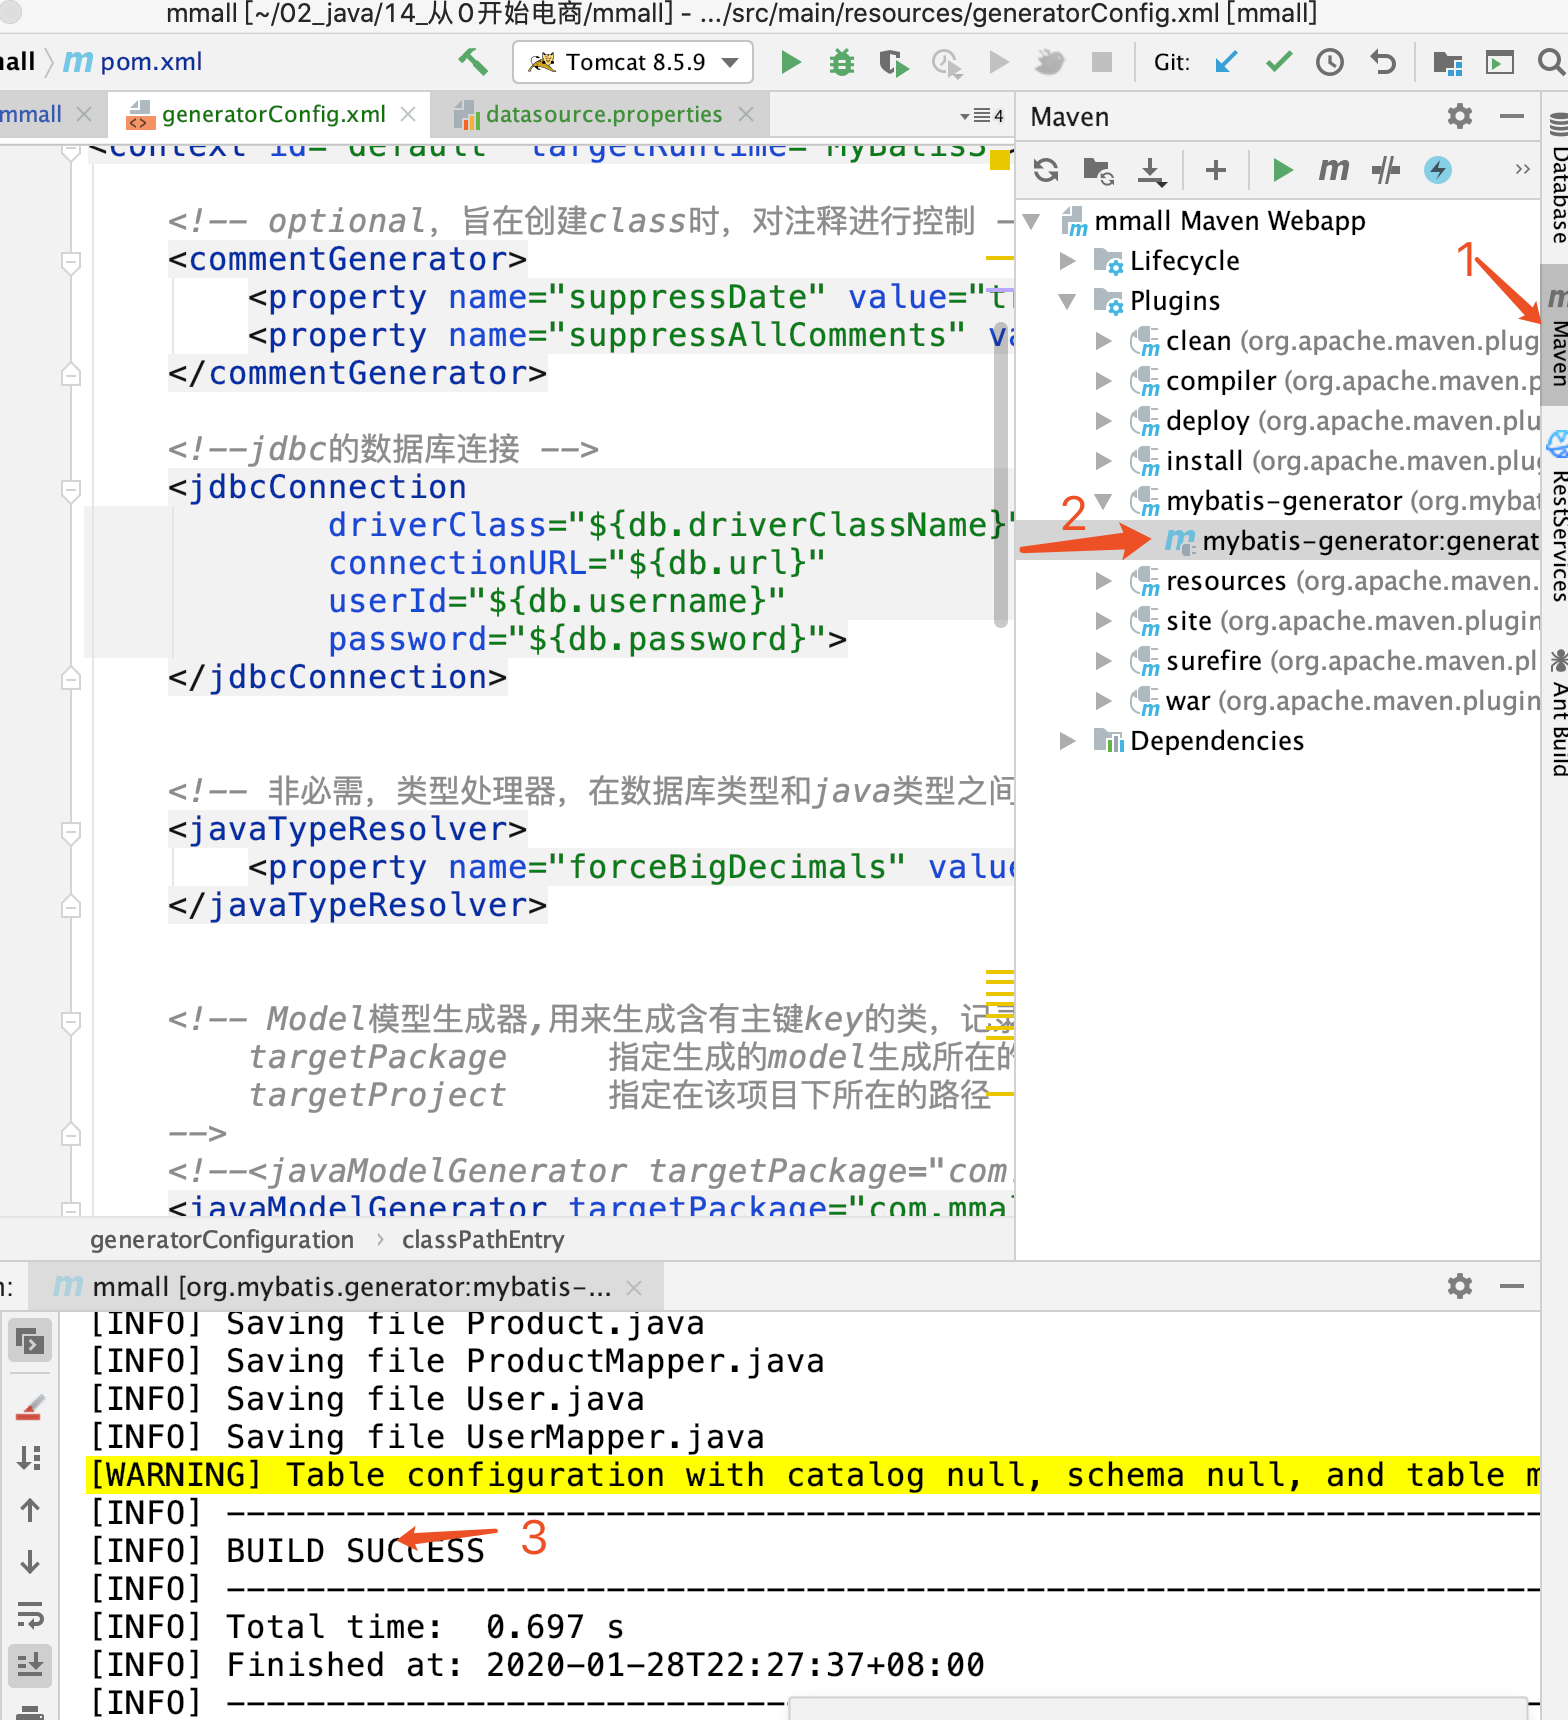 mmall [~/02_java/14_从0开始电商/mmall] - .../src/main/resources/generatorConfig.xml [mmall]
all pom.xml Tomcat 8.5.9 Git:
mmall generatorConfig.xml datasource.properties 4
<context id="default" targetRuntime="MyBatis3
<!-- optional, 旨在创建class时, 对注释进行控制 -
<commentGenerator>
<property name="suppressDate" value="t
<property name="suppressAllComments" va
</commentGenerator>
<!--jdbc的数据库连接 -->
<jdbcConnection
driverClass="${db.driverClassName}"
connectionURL="${db.url}"
userId="${db.username}"
password="${db.password}">
</jdbcConnection>
<!-- 非必需, 类型处理器, 在数据库类型和java类型之间
<javaTypeResolver>
<property name="forceBigDecimals" value
</javaTypeResolver>
<!-- Model模型生成器,用来生成含有主键key的类, 记录
targetPackage 指定生成的model生成所在的
targetProject 指定在该项目下所在的路径
-->
<!--<javaModelGenerator targetPackage="com.
<javaModelGenerator targetPackage="com.mmal
generatorConfiguration › classPathEntry
Maven
mmall Maven Webapp
Lifecycle
Plugins
clean (org.apache.maven.plug
compiler (org.apache.maven.p
deploy (org.apache.maven.plu
install (org.apache.maven.plug
mybatis-generator (org.mybat
mybatis-generator:generat
resources (org.apache.maven.
site (org.apache.maven.plugin
surefire (org.apache.maven.pl
war (org.apache.maven.plugin
Dependencies
1
2
Database
Maven
RestServices
Ant Build
mmall [org.mybatis.generator:mybatis-...
[INFO] Saving file Product.java
[INFO] Saving file ProductMapper.java
[INFO] Saving file User.java
[INFO] Saving file UserMapper.java
[WARNING] Table configuration with catalog null, schema null, and table m
[INFO] ------------------------------------------------------------------
[INFO] BUILD SUCCESS
3
[INFO] ------------------------------------------------------------------
[INFO] Total time:  0.697 s
[INFO] Finished at: 2020-01-28T22:27:37+08:00
[INFO] ----------------------------